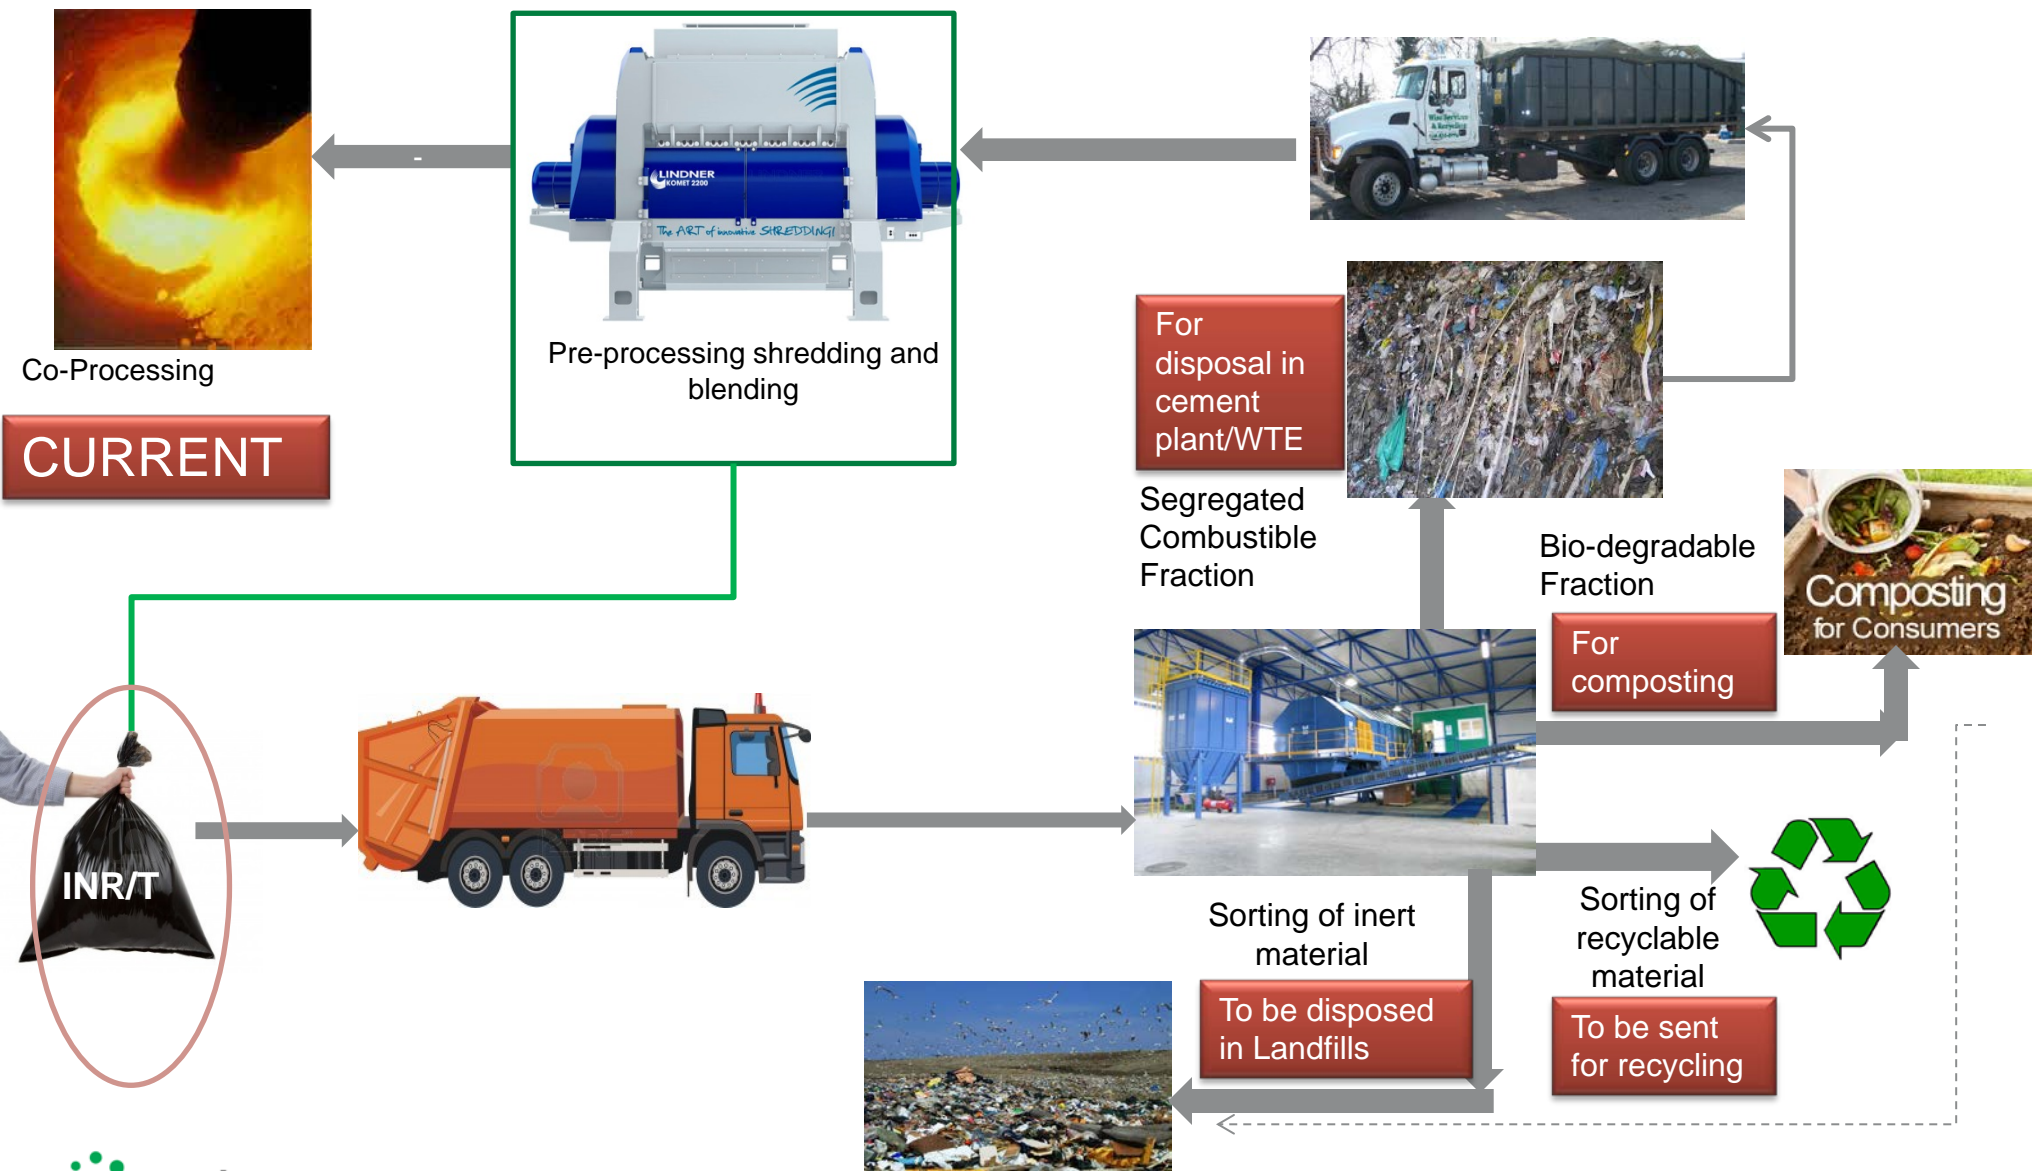 LINDNER
KOMET 2200
The ART of innovative SHREDDING!
Pre-processing shredding and
blending
-
Co-Processing
CURRENT
For
disposal in
cement
plant/WTE
Segregated
Combustible
Fraction
Bio-degradable
Fraction
For
composting
Composting
for Consumers
INR/T
Sorting of inert
material
To be disposed
in Landfills
Sorting of
recyclable
material
To be sent
for recycling